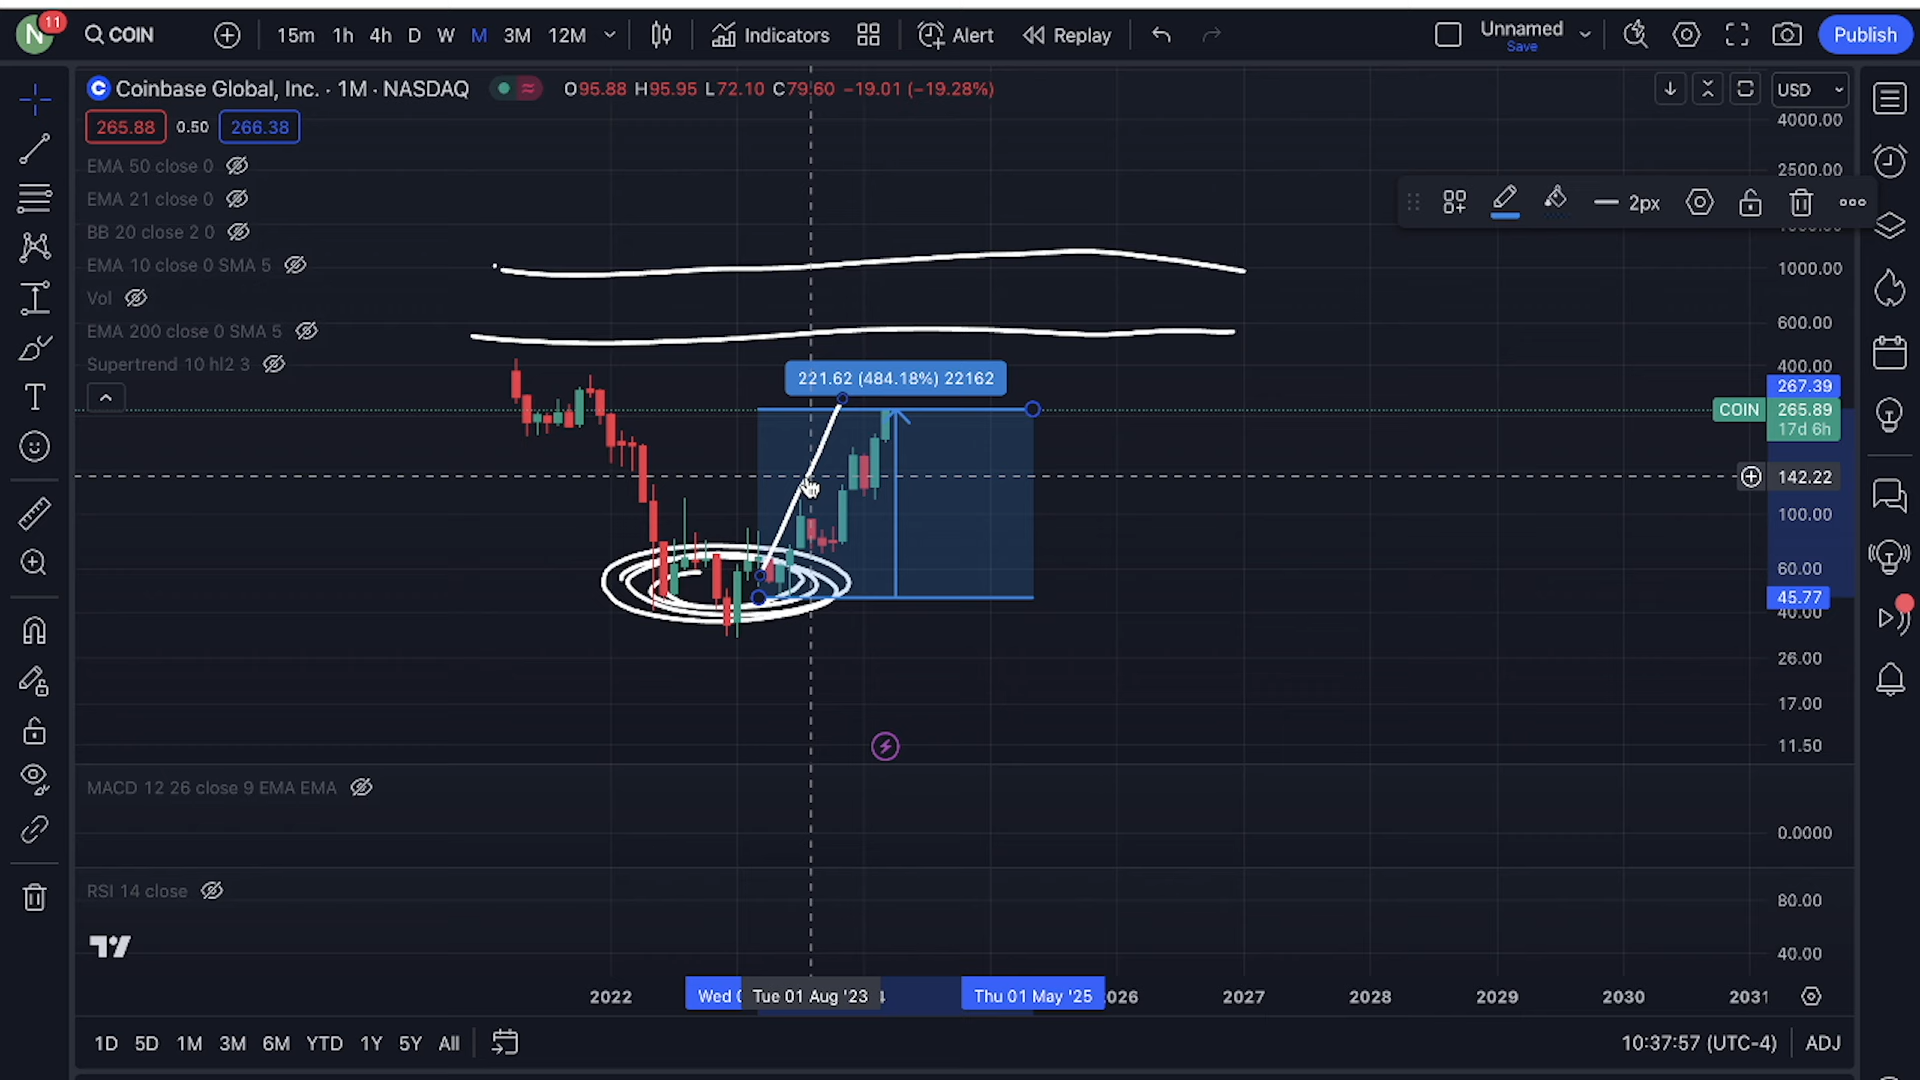 N 11 COIN 15m 1h 4h D W M 3M 12M Indicators Alert Replay Unnamed Save Publish
Coinbase Global, Inc. · 1M · NASDAQ O95.88 H95.95 L72.10 C79.60 −19.01 (−19.28%) USD
265.88 0.50 266.38
EMA 50 close 0
EMA 21 close 0
BB 20 close 2 0
EMA 10 close 0 SMA 5
Vol
EMA 200 close 0 SMA 5
Supertrend 10 hl2 3
2px
221.62 (484.18%) 22162
4000.00
2500.00
1000.00
600.00
400.00
267.39
COIN 265.89
17d 6h
142.22
100.00
60.00
45.77
40.00
26.00
17.00
11.50
MACD 12 26 close 9 EMA EMA
0.0000
RSI 14 close
80.00
40.00
2022 Wed Tue 01 Aug '23 Thu 01 May '25 026 2027 2028 2029 2030 2031
1D 5D 1M 3M 6M YTD 1Y 5Y All 10:37:57 (UTC-4) ADJ